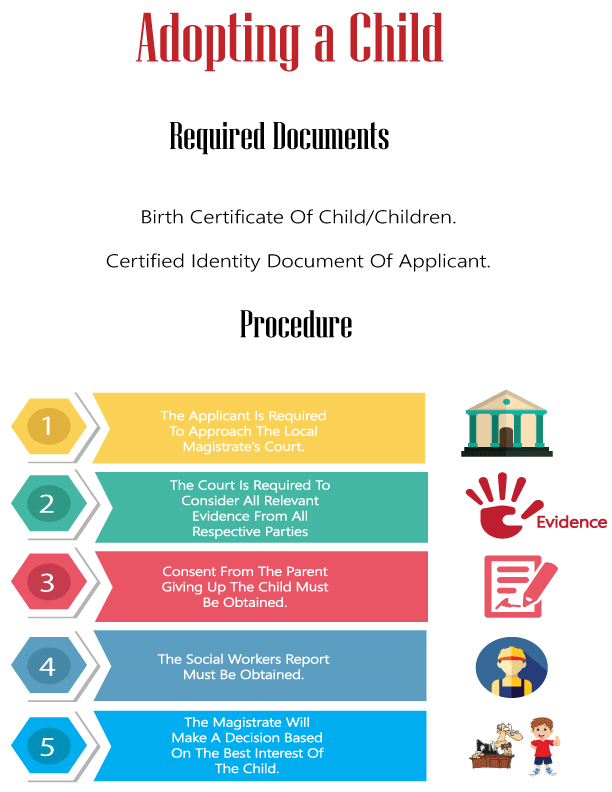 Adopting a Child
Required Documents
Birth Certificate Of Child/Children.
Certified Identity Document Of Applicant.
Procedure
1
The Applicant Is Required
To Approach The Local
Magistrate's Court.
2
The Court Is Required To
Consider All Relevant
Evidence From All
Respective Parties
Evidence
3
Consent From The Parent
Giving Up The Child Must
Be Obtained.
4
The Social Workers Report
Must Be Obtained.
5
The Magistrate Will
Make A Decision Based
On The Best Interest Of
The Child.